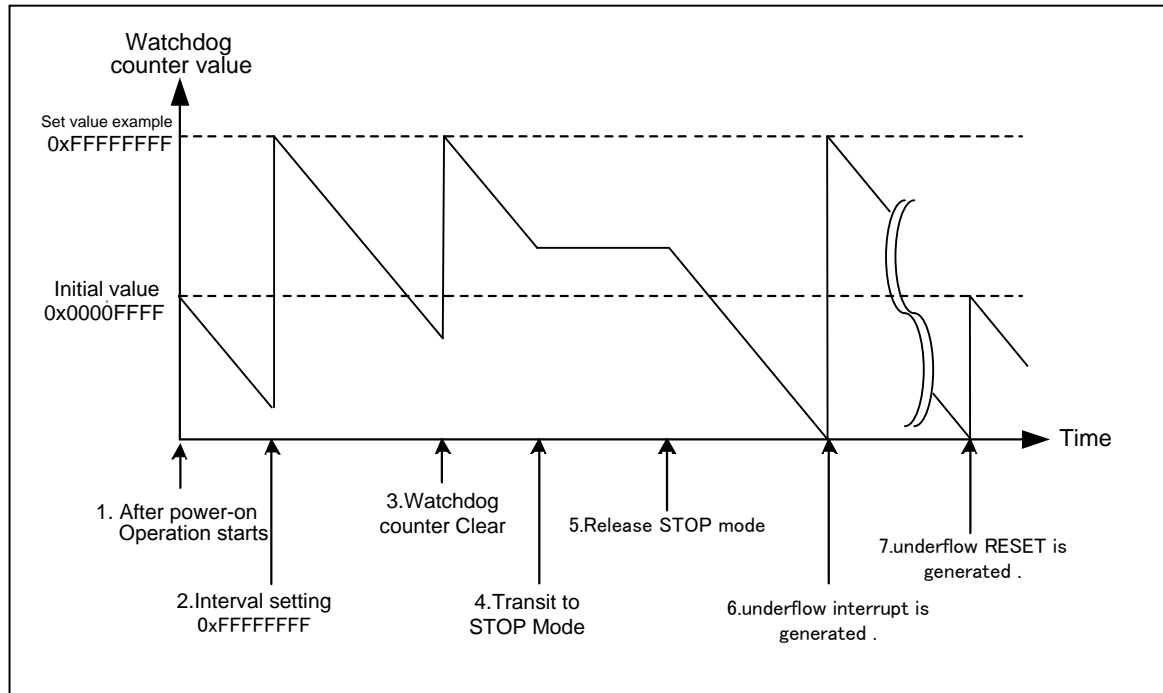 Watchdog
counter value
Set value example
0xFFFFFFFF
Initial value
0x0000FFFF
Time
1. After power-on
Operation starts
2.Interval setting
0xFFFFFFFF
3.Watchdog
counter Clear
4.Transit to
STOP Mode
5.Release STOP mode
6.underflow interrupt is
generated .
7.underflow RESET is
generated .